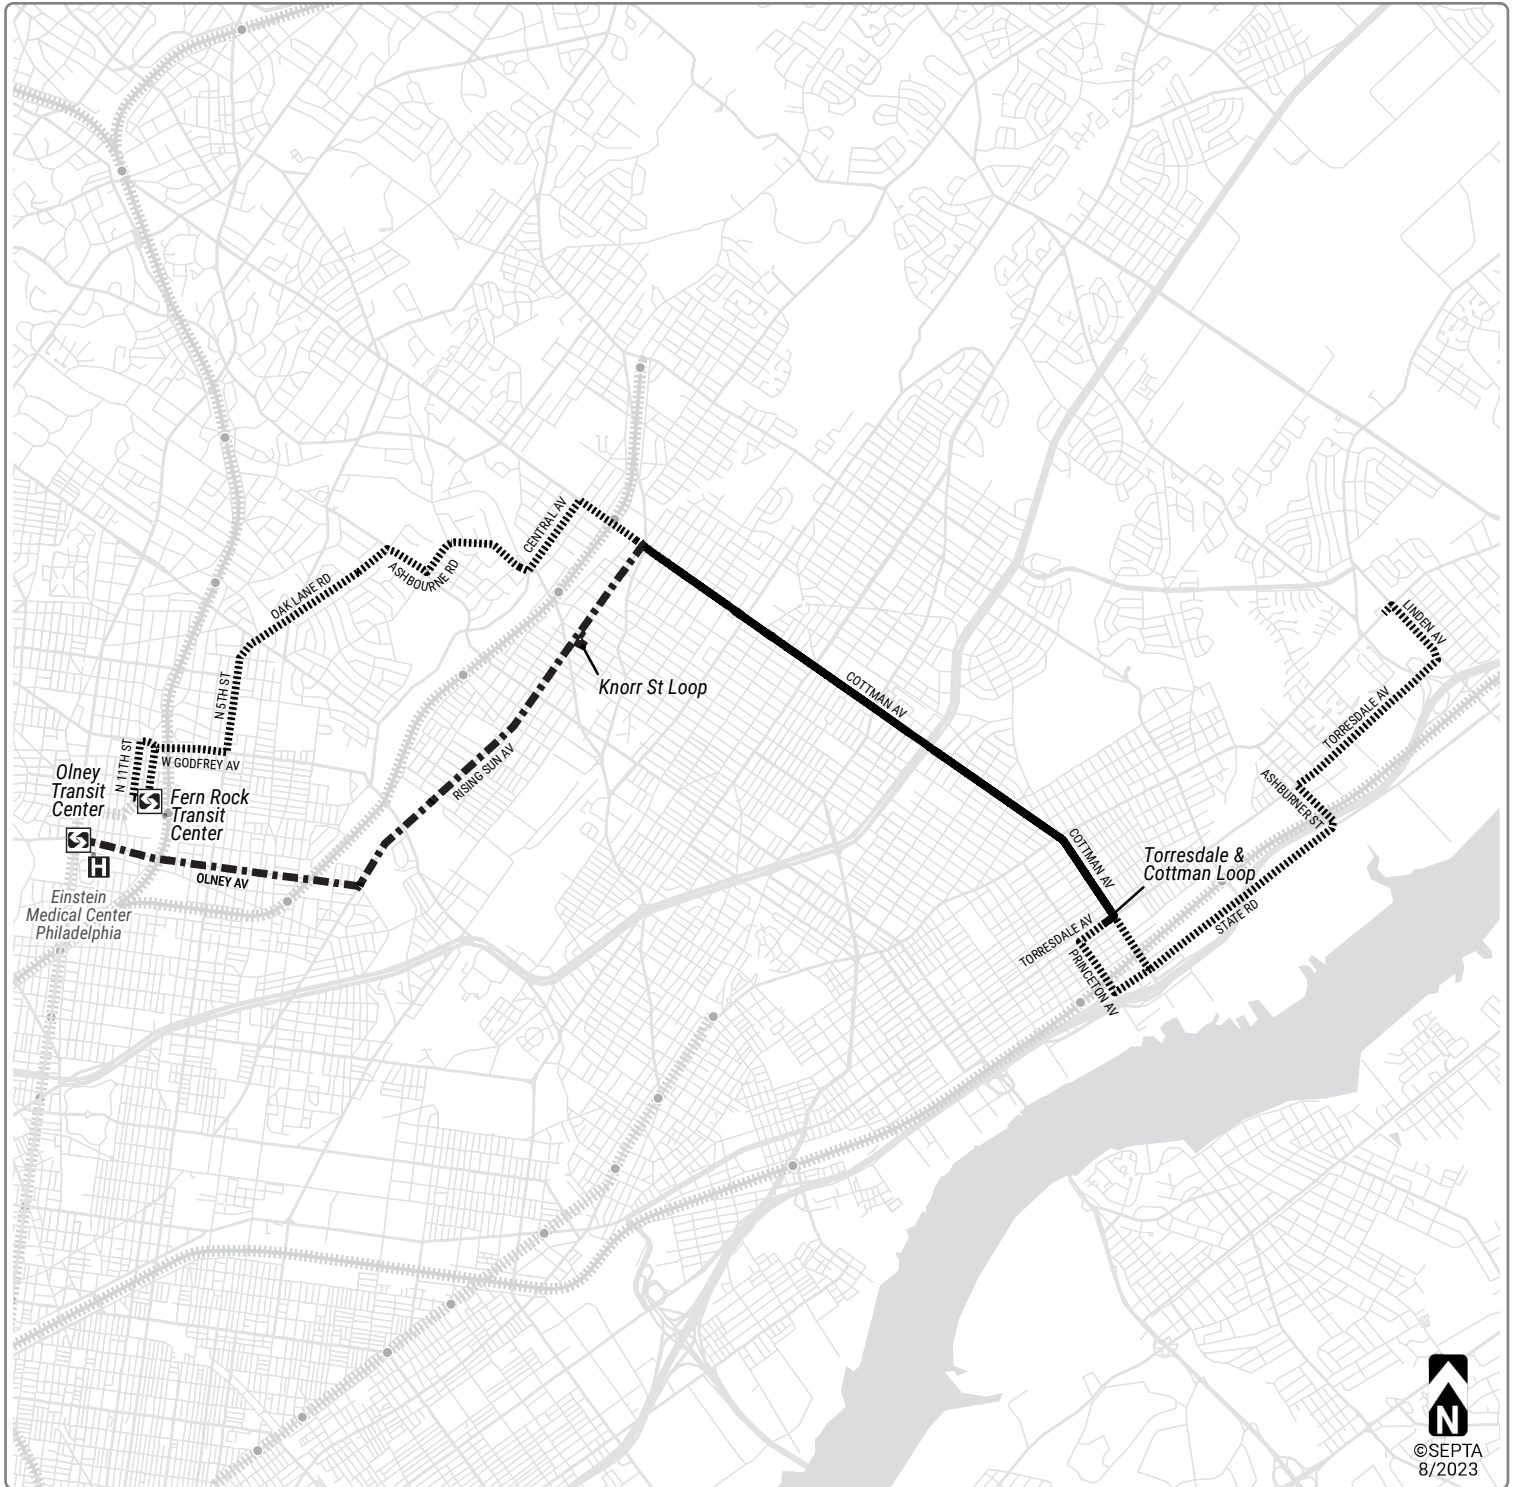 CENTRAL AV
ASHBOURNE RD
OAK LANE RD
N 5TH ST
LINDEN AV
Knorr St Loop
COTTMAN AV
TORRESDALE AV
N 11TH ST
W GODFREY AV
RISING SUN AV
Olney
Transit
Center
Fern Rock
Transit
Center
ASHBURNER ST
COTTMAN AV
Torresdale &
Cottman Loop
H
OLNEY AV
Einstein
Medical Center
Philadelphia
STATE RD
TORRESDALE AV
PRINCETON AV
N
©SEPTA
8/2023